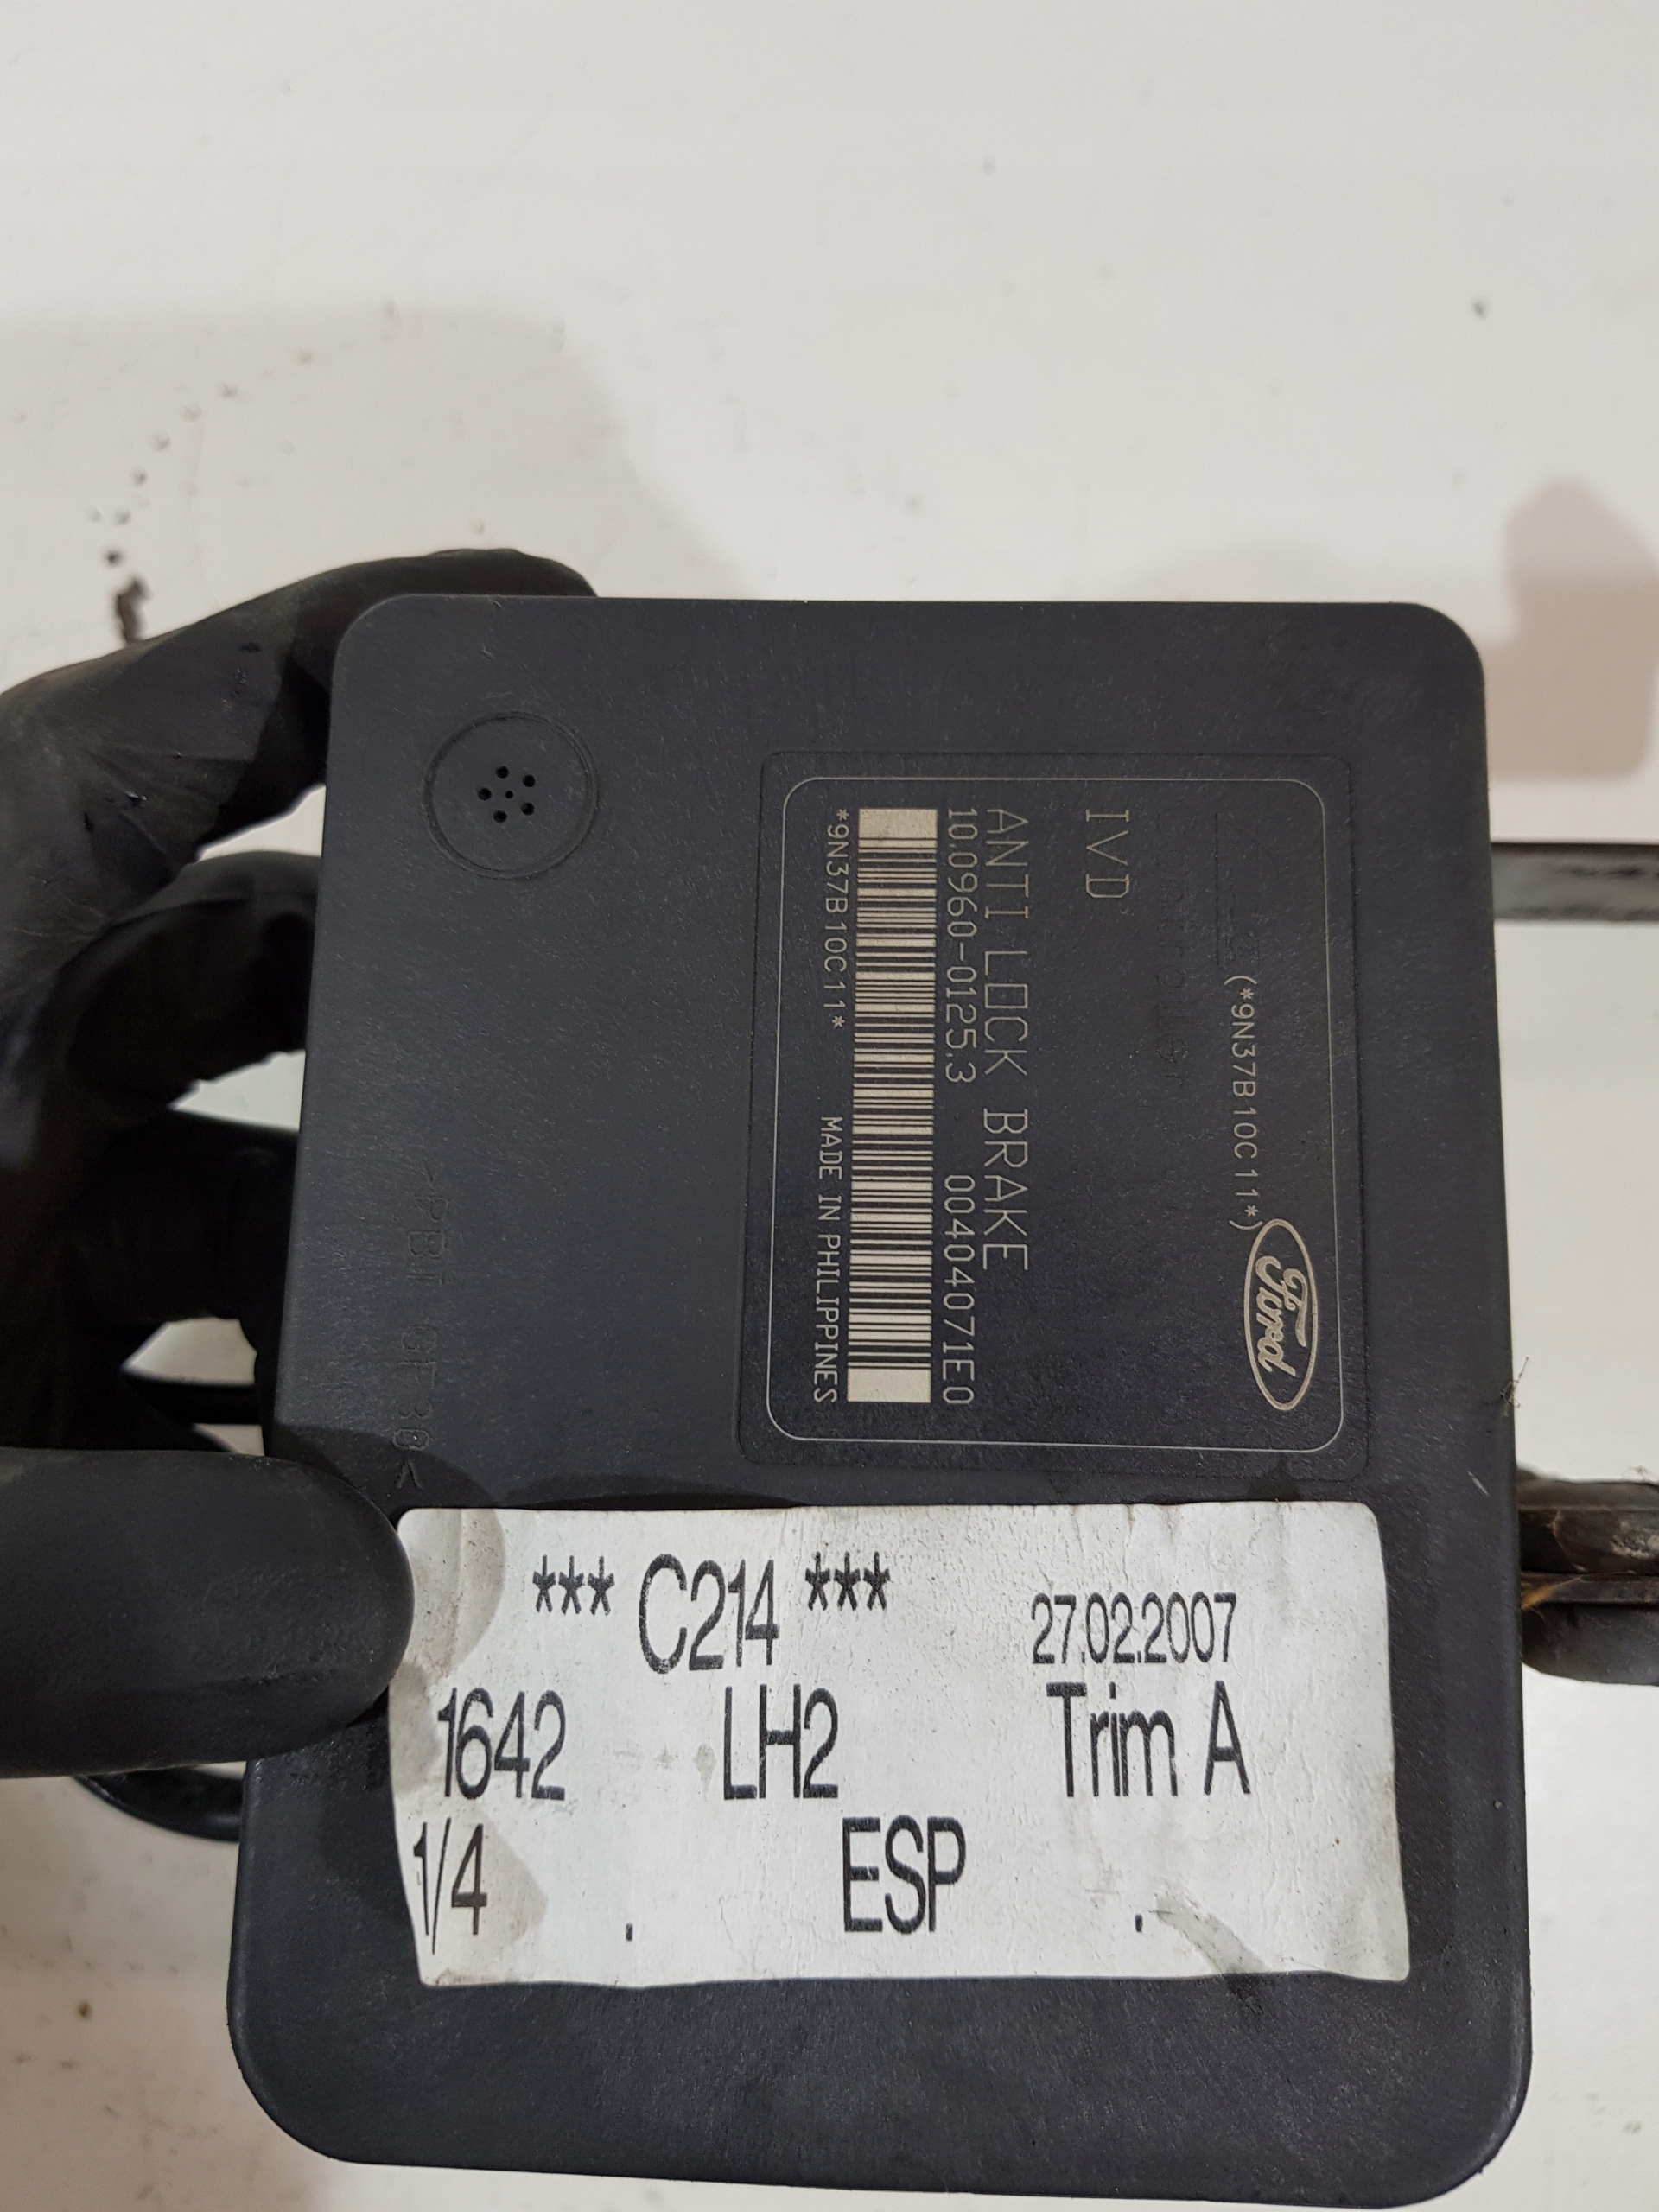 (*9N37B10C11*)
Ford
IVD
ANTI LOCK BRAKE
10.0960-0125.3 00404071E0
*9N37B10C11* MADE IN PHILIPPINES
*** C214 *** 27.02.2007
1642 LH2 Trim A
1/4 . ESP .